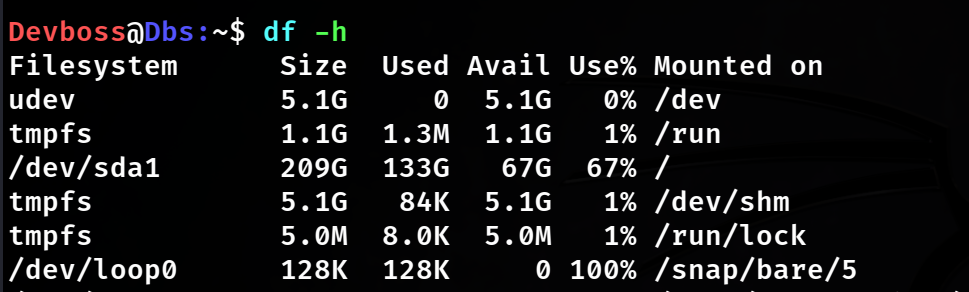 Devboss@Dbs:~$ df -h
Filesystem      Size  Used Avail Use% Mounted on
udev            5.1G     0  5.1G   0% /dev
tmpfs           1.1G  1.3M  1.1G   1% /run
/dev/sda1       209G  133G   67G  67% /
tmpfs           5.1G   84K  5.1G   1% /dev/shm
tmpfs           5.0M  8.0K  5.0M   1% /run/lock
/dev/loop0      128K  128K     0 100% /snap/bare/5